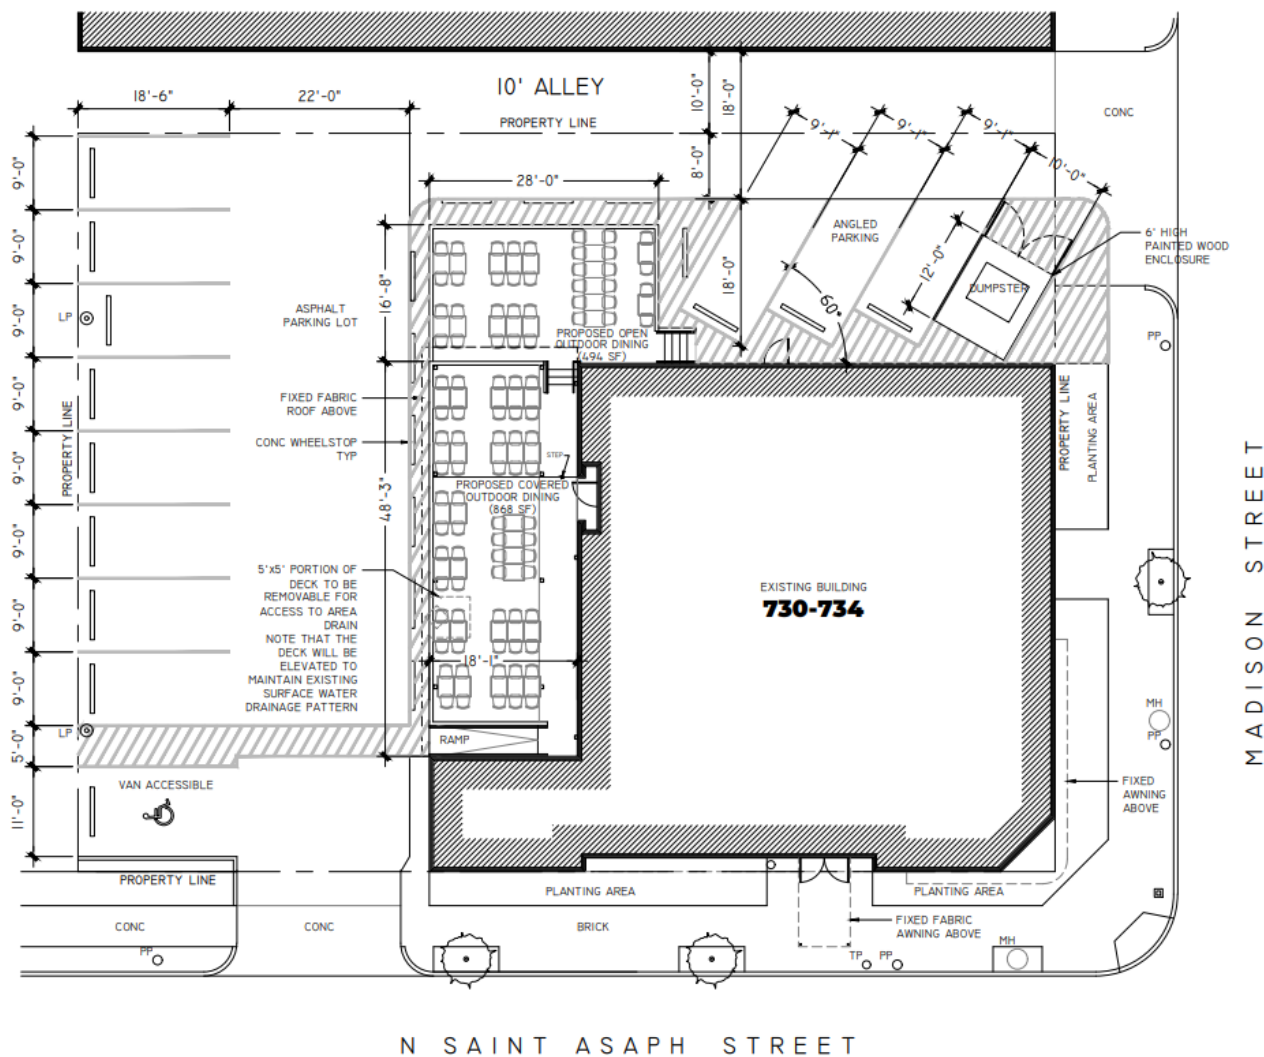 10' ALLEY
PROPERTY LINE
18'-6"
22'-0"
10'-0"
18'-0"
8'-0"
CONC
9'-1"
9'-1"
9'-1"
10'-0"
28'-0"
9'-0"
9'-0"
9'-0"
9'-0"
9'-0"
9'-0"
9'-0"
9'-0"
5'-0"
11'-0"
ANGLED
PARKING
6' HIGH
PAINTED WOOD
ENCLOSURE
12'-0"
DUMPSTER
18'-0"
60°
16'-8"
LP
ASPHALT
PARKING LOT
PROPOSED OPEN
OUTDOOR DINING
(494 SF)
PP
FIXED FABRIC
ROOF ABOVE
CONC WHEELSTOP
TYP
PROPERTY LINE
PROPERTY LINE
PLANTING AREA
STEP
PROPOSED COVERED
OUTDOOR DINING
(868 SF)
48'-3"
5'x5' PORTION OF
DECK TO BE
REMOVABLE FOR
ACCESS TO AREA
DRAIN
NOTE THAT THE
DECK WILL BE
ELEVATED TO
MAINTAIN EXISTING
SURFACE WATER
DRAINAGE PATTERN
EXISTING BUILDING
730-734
18'-1"
MADISON STREET
LP
RAMP
MH
PP
VAN ACCESSIBLE
FIXED
AWNING
ABOVE
PROPERTY LINE
PLANTING AREA
PLANTING AREA
CONC
CONC
BRICK
FIXED FABRIC
AWNING ABOVE
PP
TP
PP
MH
N SAINT ASAPH STREET